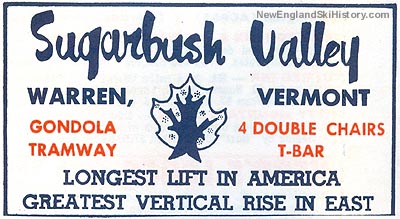 NewEnglandSkiHistory.com
Sugarbush Valley
WARREN, VERMONT
GONDOLA 4 DOUBLE CHAIRS
TRAMWAY T-BAR
LONGEST LIFT IN AMERICA
GREATEST VERTICAL RISE IN EAST